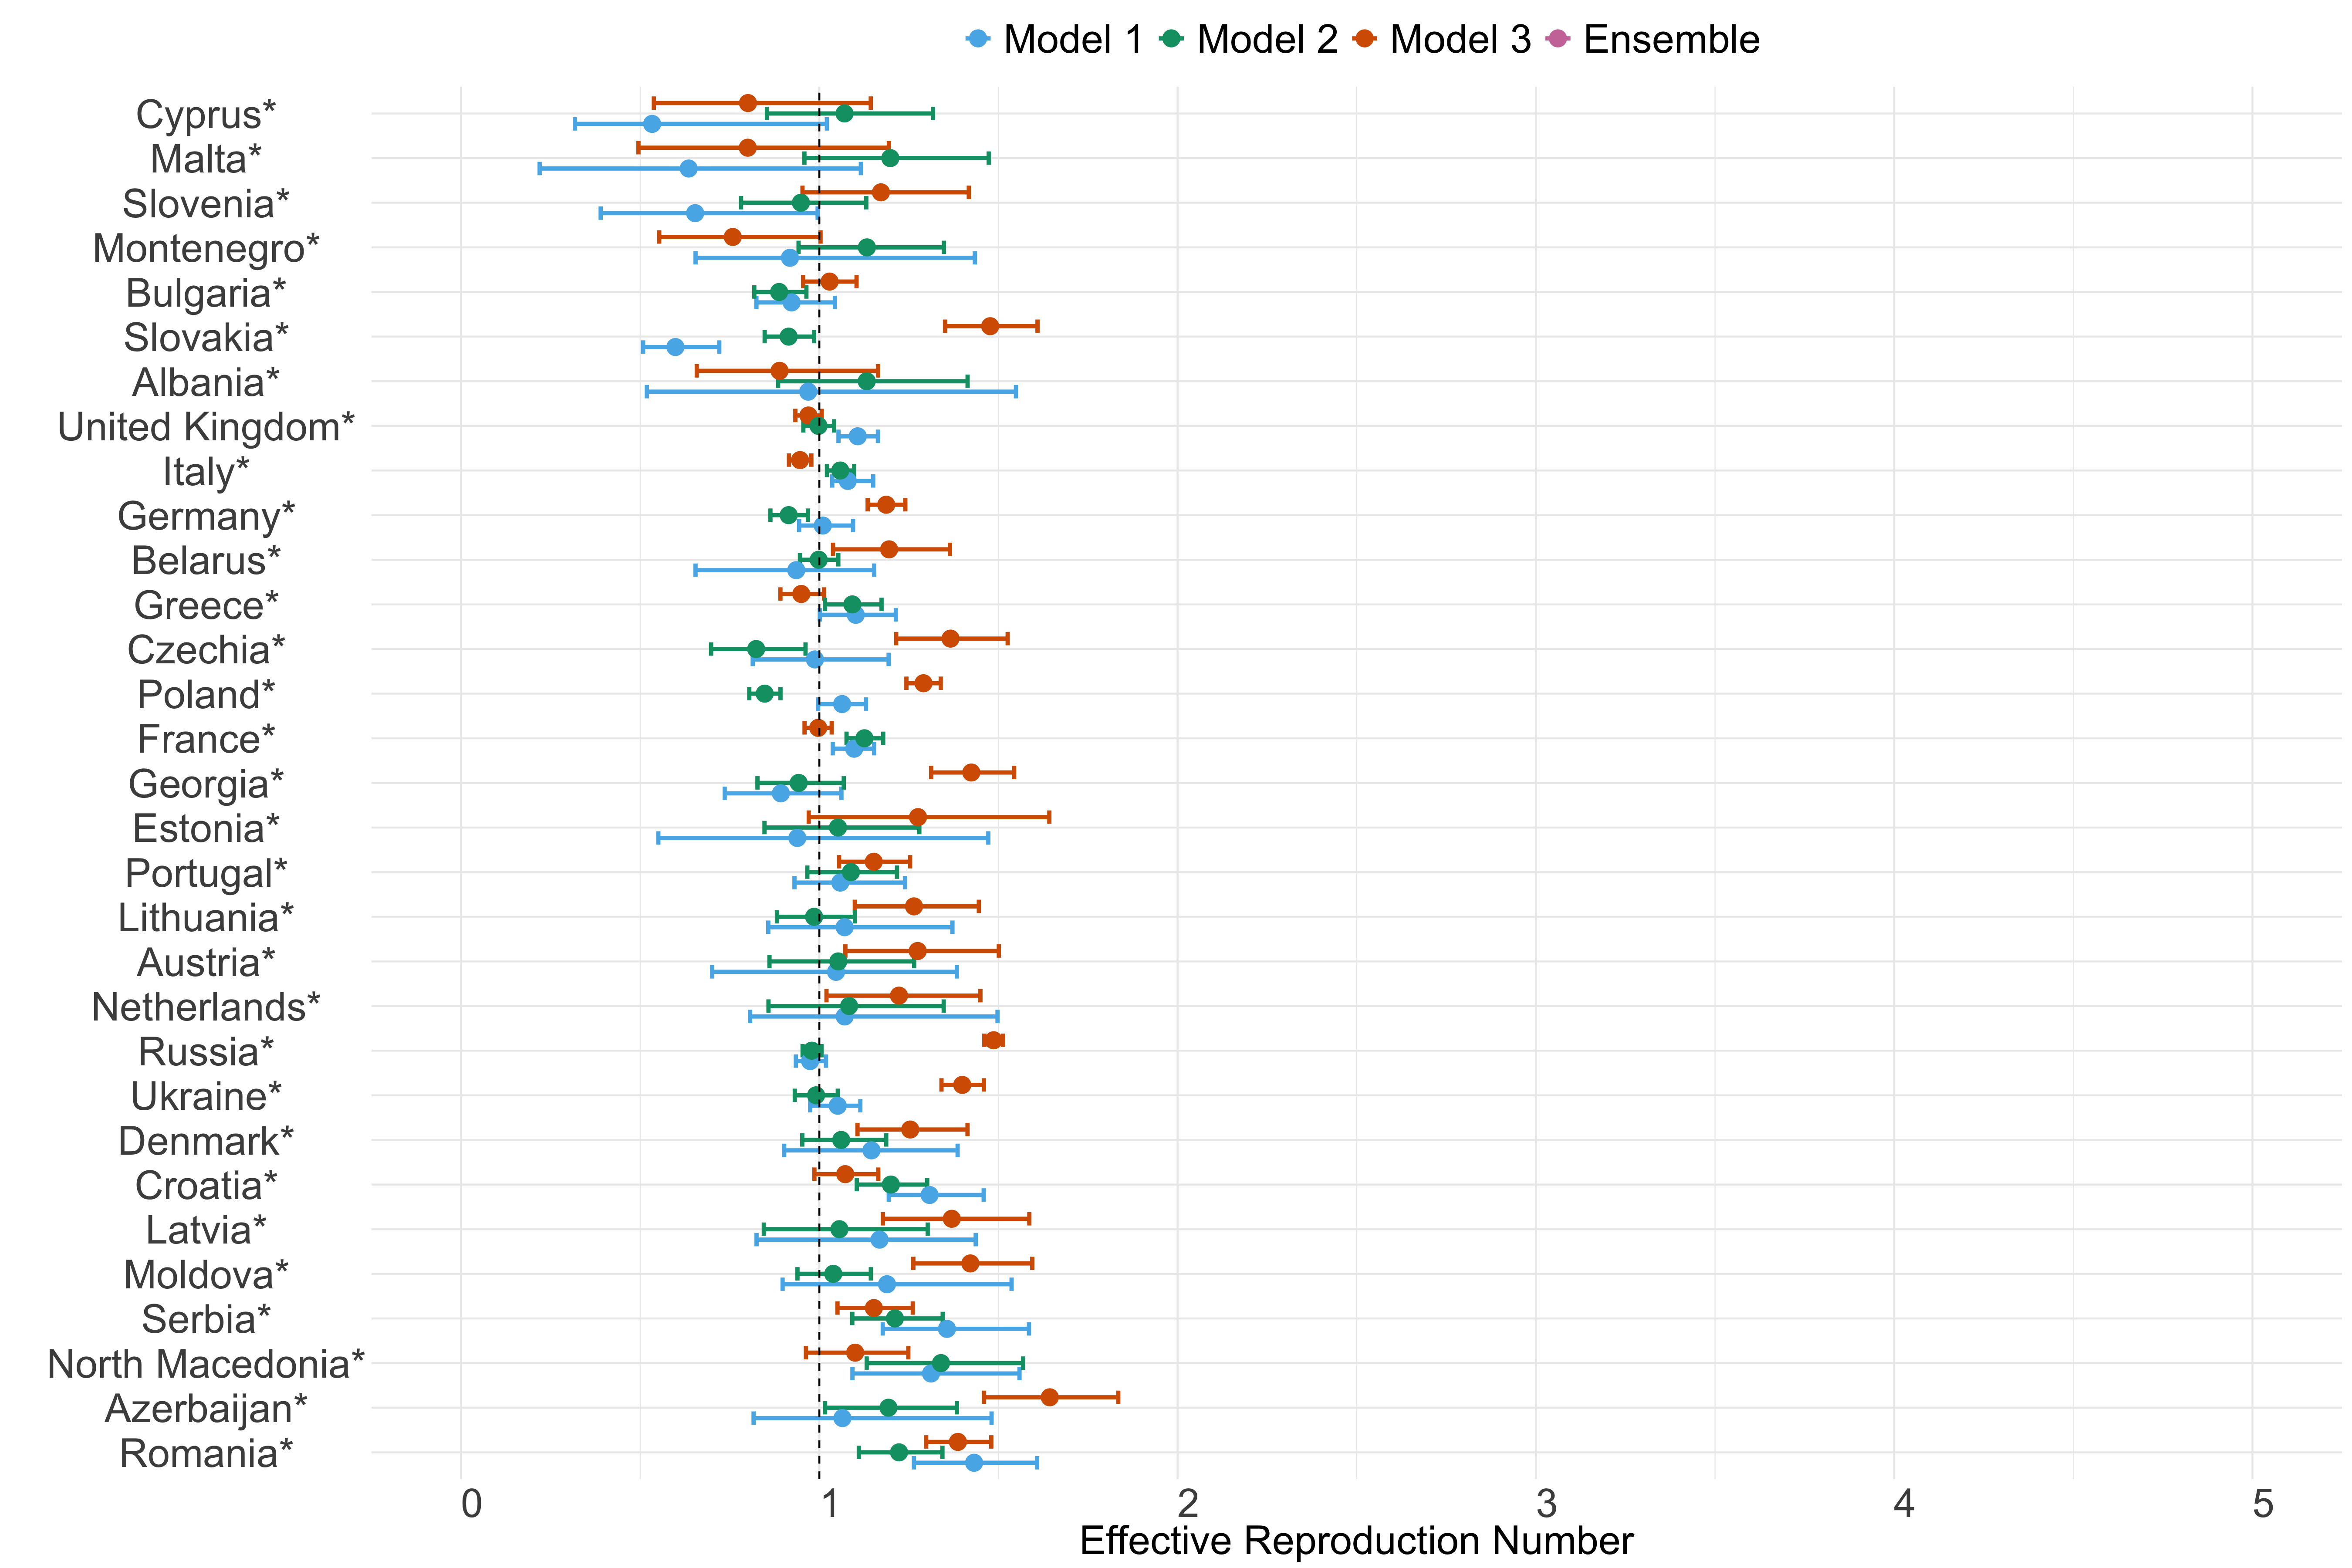 Model 1 Model 2 Model 3 Ensemble
Cyprus*
Malta*
Slovenia*
Montenegro*
Bulgaria*
Slovakia*
Albania*
United Kingdom*
Italy*
Germany*
Belarus*
Greece*
Czechia*
Poland*
France*
Georgia*
Estonia*
Portugal*
Lithuania*
Austria*
Netherlands*
Russia*
Ukraine*
Denmark*
Croatia*
Latvia*
Moldova*
Serbia*
North Macedonia*
Azerbaijan*
Romania*
0 1 2 3 4 5
Effective Reproduction Number